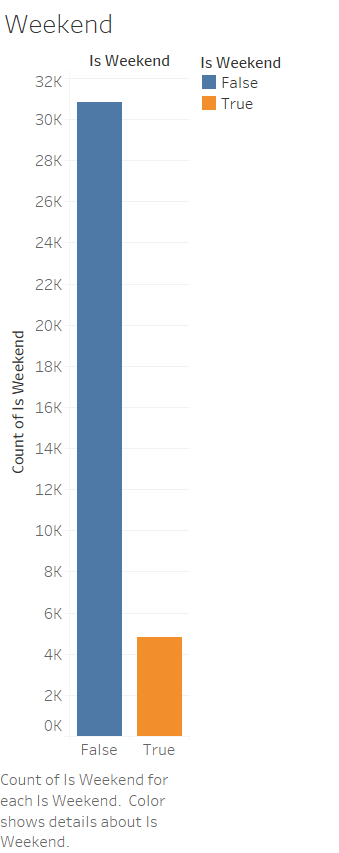 Weekend
Is Weekend
Is Weekend
False
True
32K
30K
28K
26K
24K
22K
20K
18K
16K
14K
12K
10K
8K
6K
4K
2K
0K
Count of Is Weekend
False True
Count of Is Weekend for
each Is Weekend.  Color
shows details about Is
Weekend.